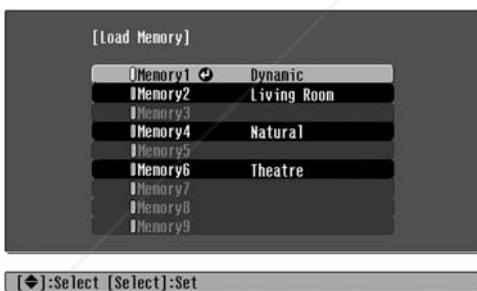 [Load Memory]
Memory1 Dynamic
Memory2 Living Room
Memory3
Memory4 Natural
Memory5
Memory6 Theatre
Memory7
Memory8
Memory9
[◆]:Select [Select]:Set